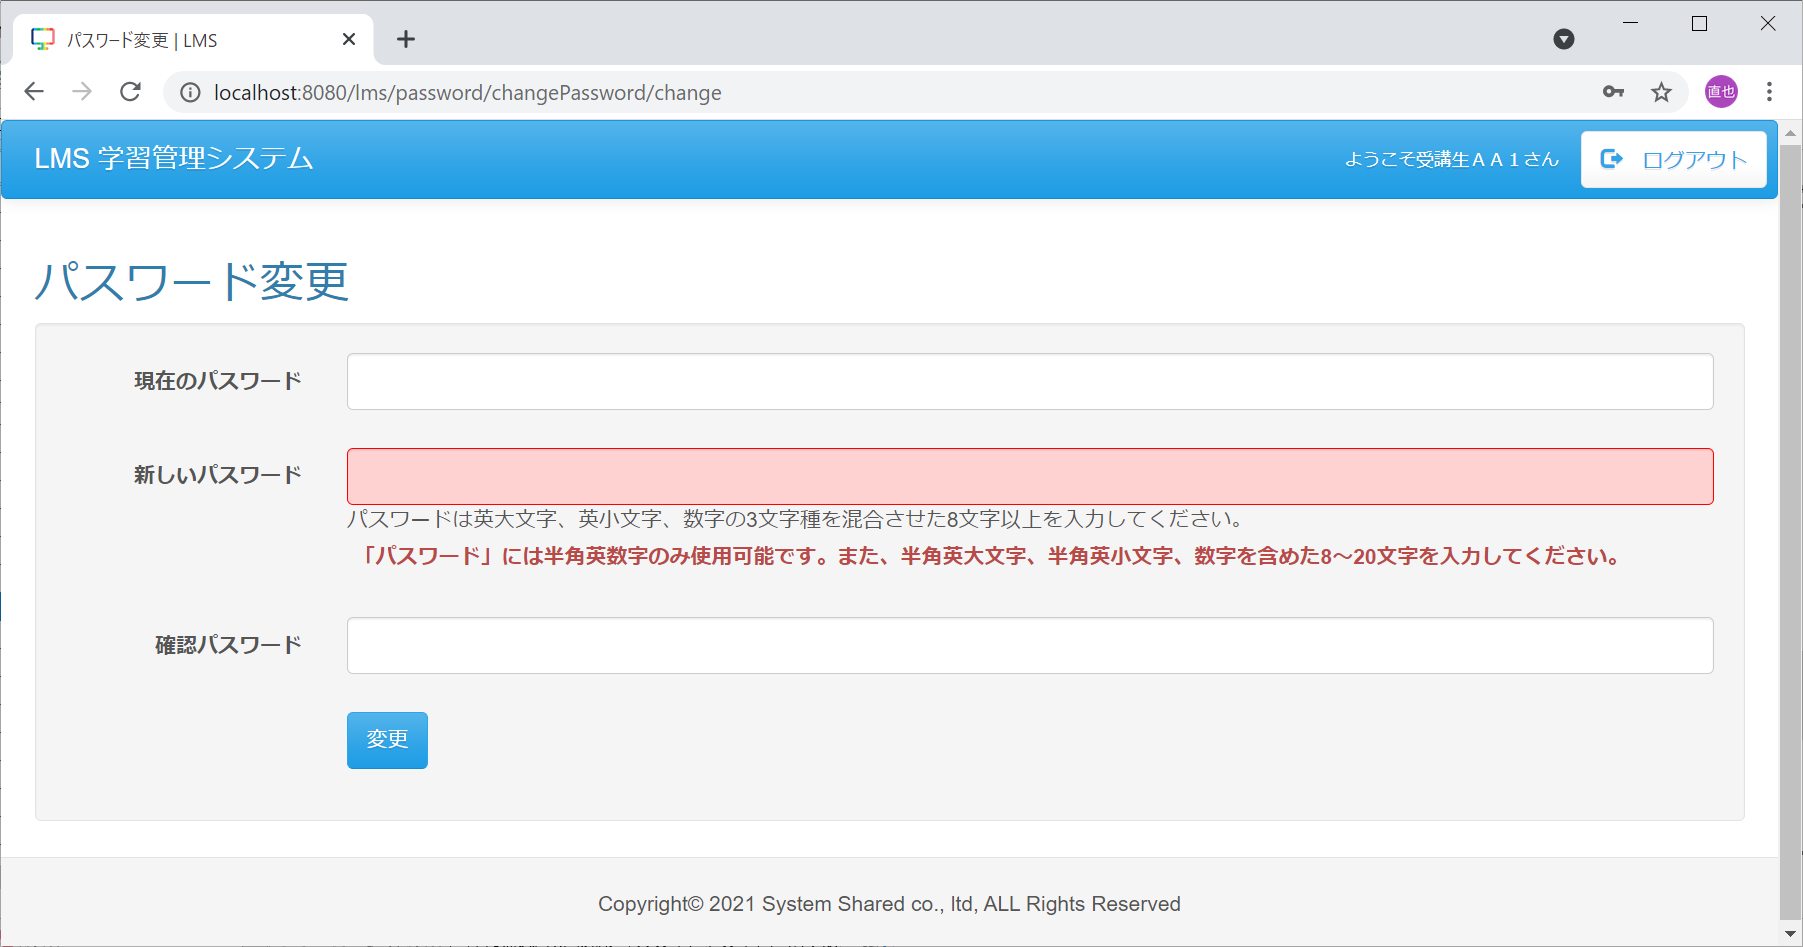 パスワード変更 | LMS
localhost:8080/lms/password/changePassword/change
直也
LMS 学習管理システム
ようこそ受講生ＡＡ１さん
ログアウト
パスワード変更
現在のパスワード
新しいパスワード
パスワードは英大文字、英小文字、数字の3文字種を混合させた8文字以上を入力してください。
「パスワード」には半角英数字のみ使用可能です。また、半角英大文字、半角英小文字、数字を含めた8～20文字を入力してください。
確認パスワード
変更
Copyright© 2021 System Shared co., ltd, ALL Rights Reserved